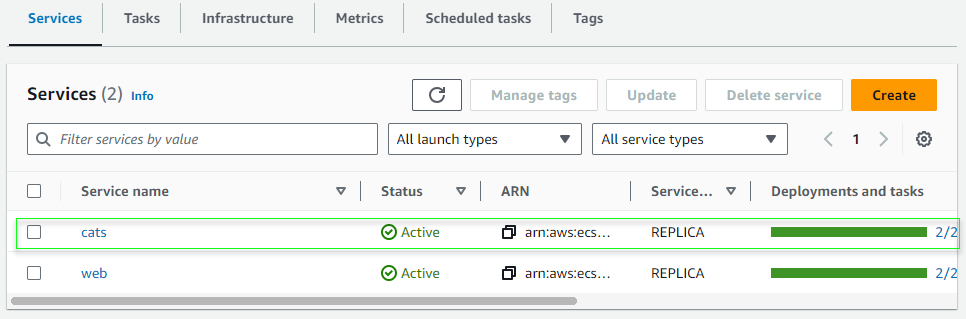 Services Tasks Infrastructure Metrics Scheduled tasks Tags
Services (2) Info Manage tags Update Delete service Create
Filter services by value All launch types All service types 1
Service name Status ARN Service... Deployments and tasks
cats Active arn:aws:ecs... REPLICA 2/2
web Active arn:aws:ecs... REPLICA 2/2